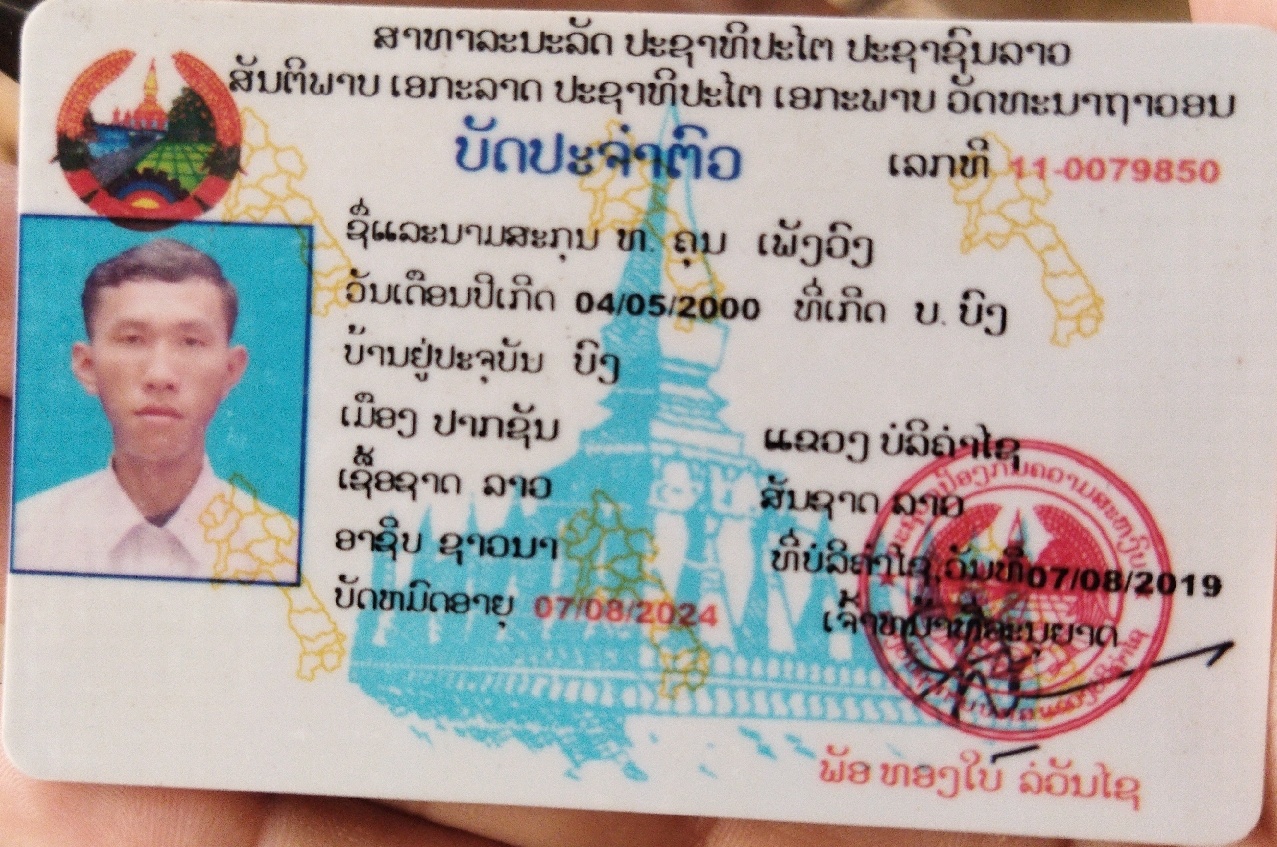 ສາທາລະນະລັດ ປະຊາທິປະໄຕ ປະຊາຊົນລາວ
ສັນຕິພາບ ເອກະລາດ ປະຊາທິປະໄຕ ເອກະພາບ ວັດທະນາຖາວອນ
ບັດປະຈຳຕົວ ເລກທີ 11-0079850
ຊື່ແລະນາມສະກຸນ ທ. ຄຸນ ເພັງວົງ
ວັນເດືອນປີເກີດ 04/05/2000 ທີ່ເກີດ ບ. ບຶງ
ບ້ານຢູ່ປະຈຸບັນ ບຶງ
ເມືອງ ປາກຊັນ ແຂວງ ບໍລິຄຳໄຊ
ເຊື້ອຊາດ ລາວ ສັນຊາດ ລາວ
ອາຊີບ ຊາວນາ ທີ່ບໍລິຄຳໄຊ,ວັນທີ07/08/2019
ບັດຫມົດອາຍຸ 07/08/2024 ເຈົ້າຫນ້າທີ່ອະນຸຍາດ
ພັອ ທອງໃບ ລ່ວັນໄຊ